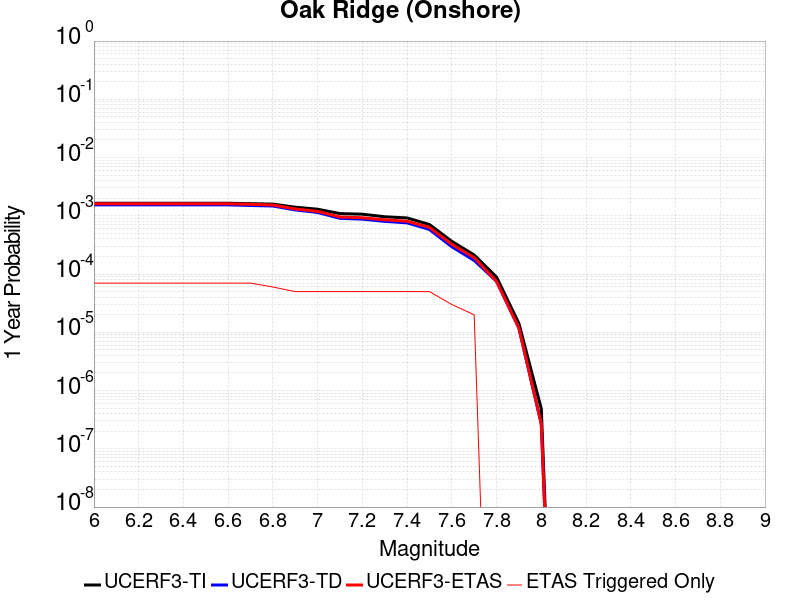 Oak Ridge (Onshore)
1 Year Probability
10^0
10^-1
10^-2
10^-3
10^-4
10^-5
10^-6
10^-7
10^-8
6 6.2 6.4 6.6 6.8 7 7.2 7.4 7.6 7.8 8 8.2 8.4 8.6 8.8 9
Magnitude
UCERF3-TI UCERF3-TD UCERF3-ETAS ETAS Triggered Only